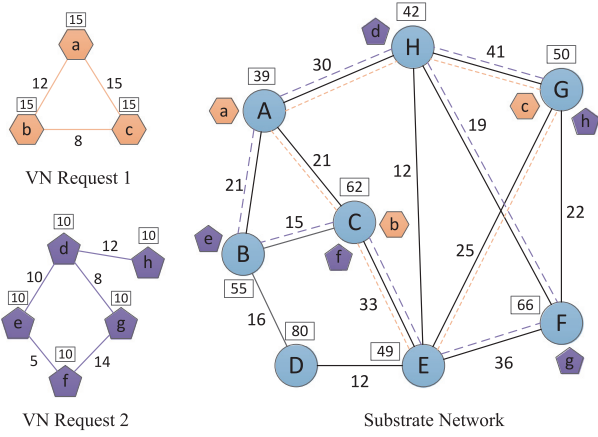 15
a
12
15
15
15
b
c
8
VN Request 1
10
10
d
12
h
10
8
10
10
e
g
10
5
14
f
VN Request 2
42
d
H
41
50
30
39
G
a
A
c
h
19
21
12
62
21
22
15
C
b
e
B
f
25
55
33
66
F
16
80
49
D
E
36
g
12
Substrate Network